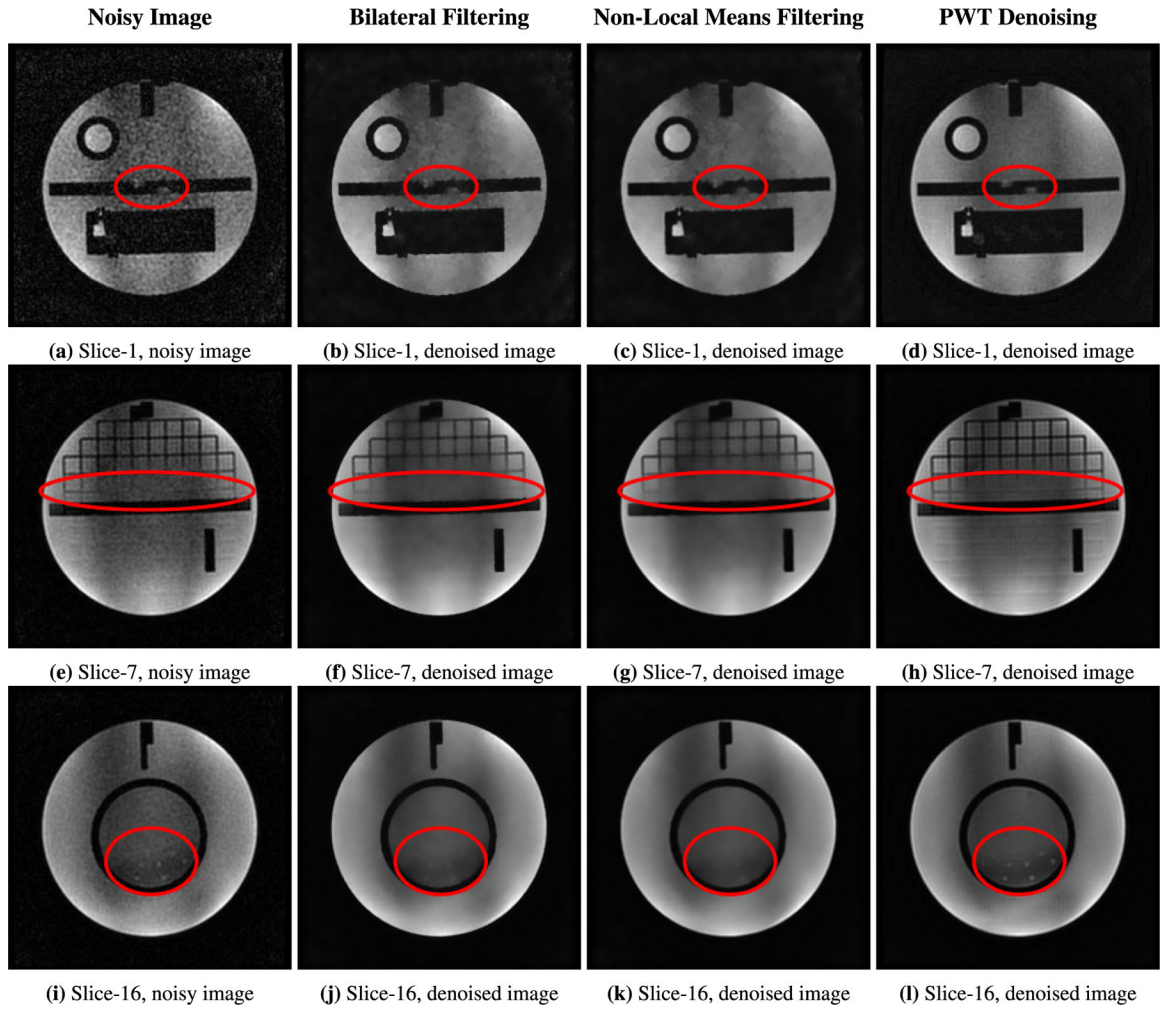 Noisy Image Bilateral Filtering Non-Local Means Filtering PWT Denoising
(a) Slice-1, noisy image (b) Slice-1, denoised image (c) Slice-1, denoised image (d) Slice-1, denoised image
(e) Slice-7, noisy image (f) Slice-7, denoised image (g) Slice-7, denoised image (h) Slice-7, denoised image
(i) Slice-16, noisy image (j) Slice-16, denoised image (k) Slice-16, denoised image (l) Slice-16, denoised image